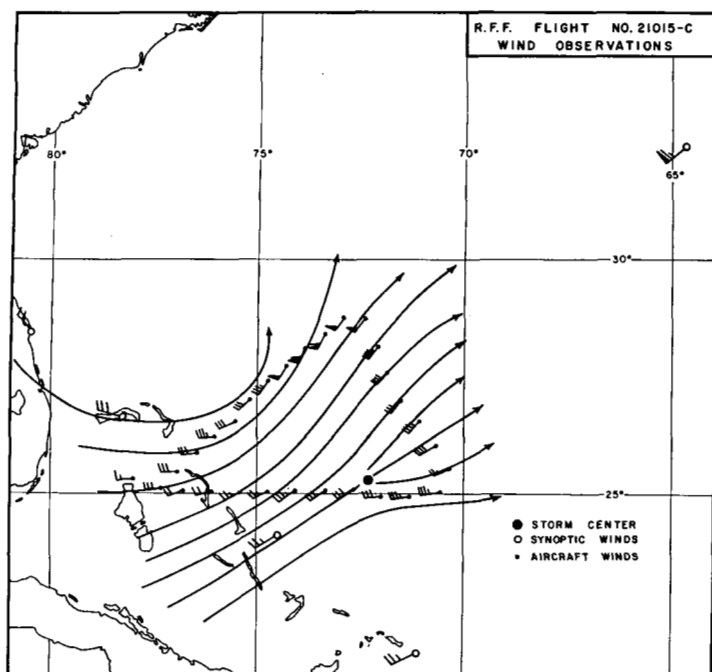 R.F.F. FLIGHT NO. 21015-C
WIND OBSERVATIONS
80°
75°
70°
65°
30°
25°
STORM CENTER
SYNOPTIC WINDS
AIRCRAFT WINDS